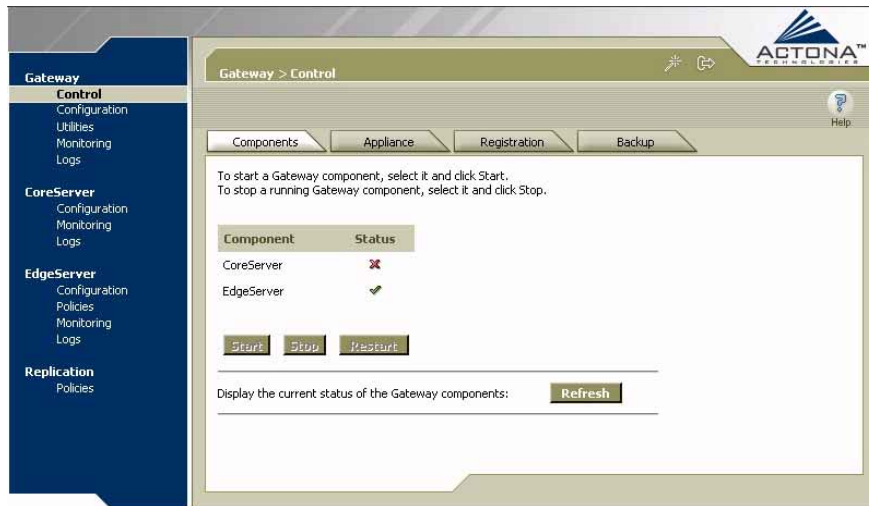 ACTONA™
TECHNOLOGIES
Gateway > Control
Help
Gateway
Control
Configuration
Utilities
Monitoring
Logs
CoreServer
Configuration
Monitoring
Logs
EdgeServer
Configuration
Policies
Monitoring
Logs
Replication
Policies
Components Appliance Registration Backup
To start a Gateway component, select it and click Start.
To stop a running Gateway component, select it and click Stop.
Component Status
CoreServer
EdgeServer
Start Stop Restart
Display the current status of the Gateway components: Refresh